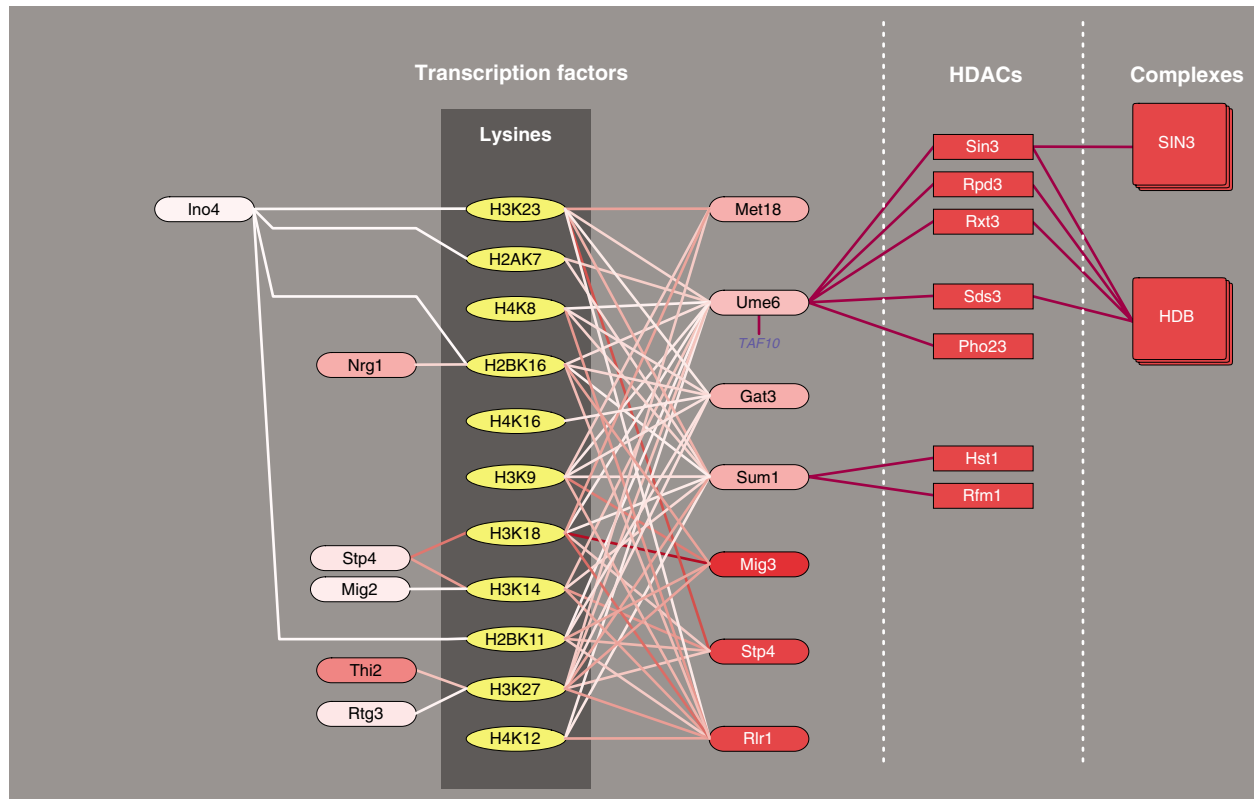 Transcription factors
HDACs
Complexes
Lysines
Ino4
Nrg1
Stp4
Mig2
Thi2
Rtg3
H3K23
H2AK7
H4K8
H2BK16
H4K16
H3K9
H3K18
H3K14
H2BK11
H3K27
H4K12
Met18
Ume6
TAF10
Gat3
Sum1
Mig3
Stp4
Rlr1
Sin3
Rpd3
Rxt3
Sds3
Pho23
Hst1
Rfm1
SIN3
HDB